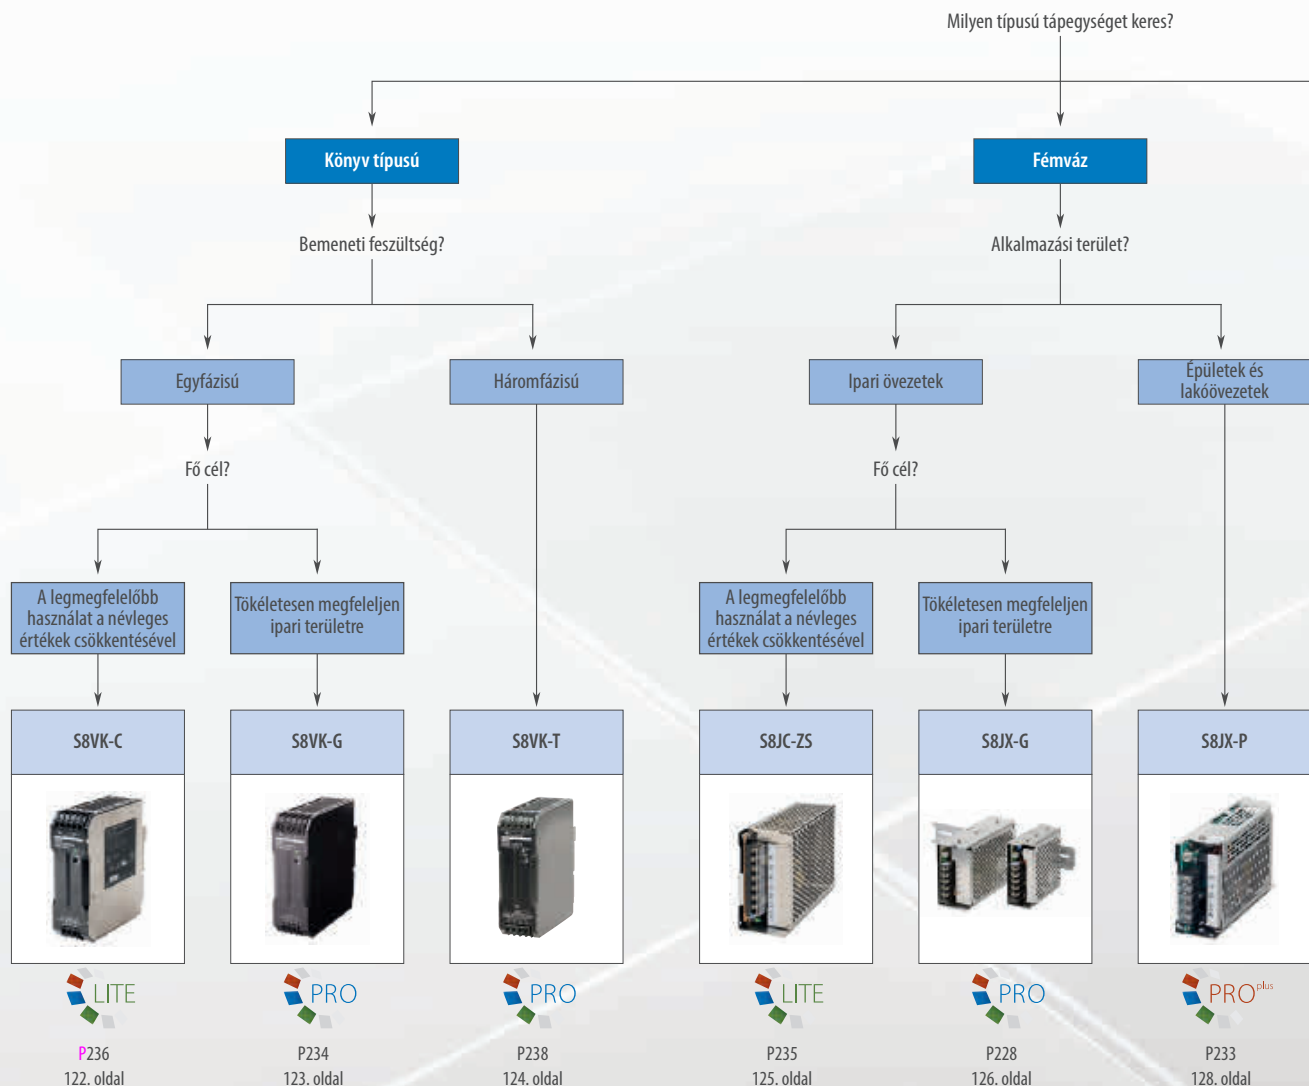 Milyen típusú tápegységet keres?
Könyv típusú
Fémváz
Bemeneti feszültség?
Alkalmazási terület?
Egyfázisú
Háromfázisú
Ipari övezetek
Épületek és
lakóövezetek
Fő cél?
Fő cél?
A legmegfelelőbb
használat a névleges
értékek csökkentésével
Tökéletesen megfeleljen
ipari területre
A legmegfelelőbb
használat a névleges
értékek csökkentésével
Tökéletesen megfeleljen
ipari területre
S8VK-C
S8VK-G
S8VK-T
S8JC-ZS
S8JX-G
S8JX-P
LITE
PRO
PRO
LITE
PRO
PROplus
P236
P234
P238
P235
P228
P233
122. oldal
123. oldal
124. oldal
125. oldal
126. oldal
128. oldal